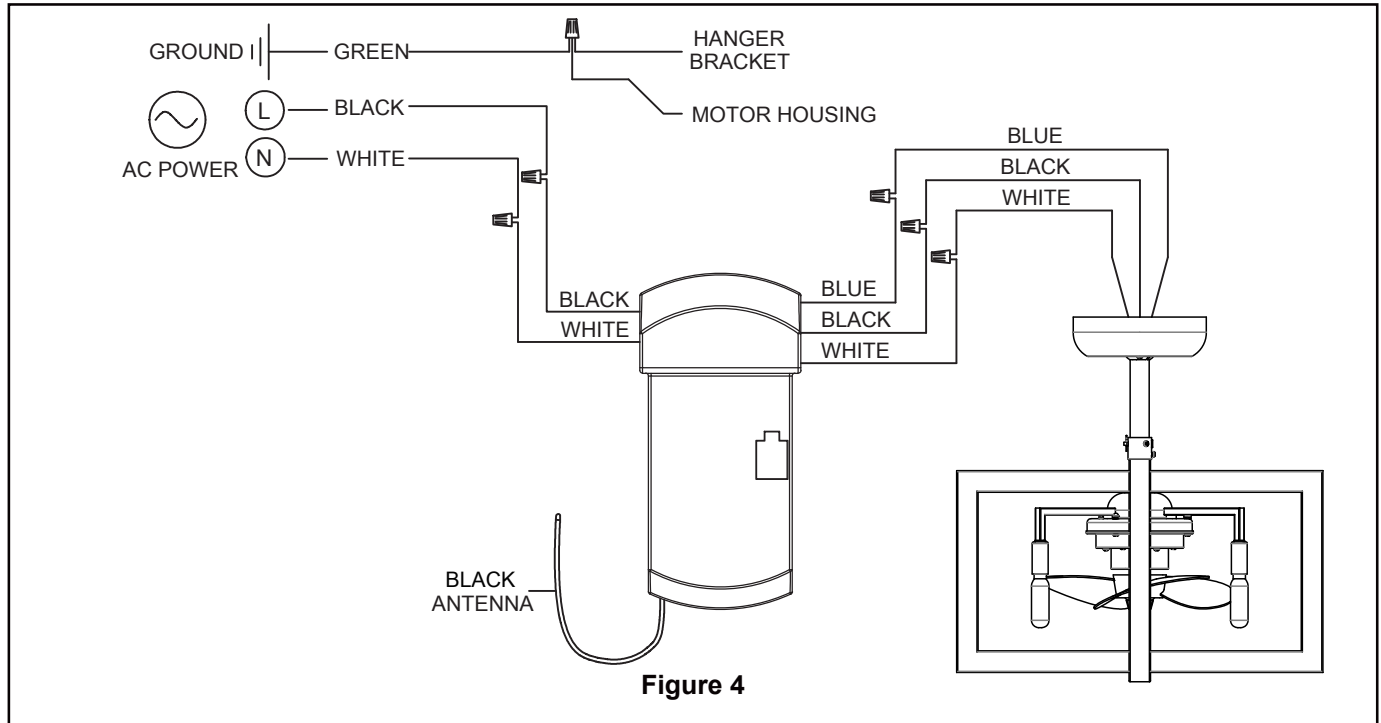 GROUND
GREEN
HANGER
BRACKET
L
BLACK
MOTOR HOUSING
AC POWER
N
WHITE
BLUE
BLACK
WHITE
BLACK
WHITE
BLUE
BLACK
WHITE
BLACK
ANTENNA
Figure 4